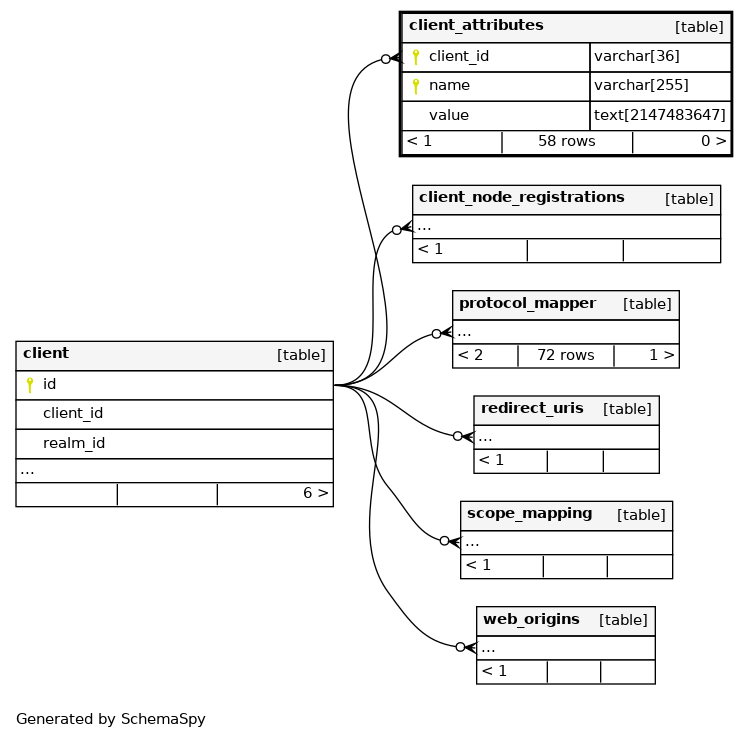 client_attributes [table]
client_id varchar[36]
name varchar[255]
value text[2147483647]
< 1 58 rows 0 >
client_node_registrations [table]
...
< 1
protocol_mapper [table]
...
< 2 72 rows 1 >
client [table]
id
client_id
realm_id
...
6 >
redirect_uris [table]
...
< 1
scope_mapping [table]
...
< 1
web_origins [table]
...
< 1
Generated by SchemaSpy